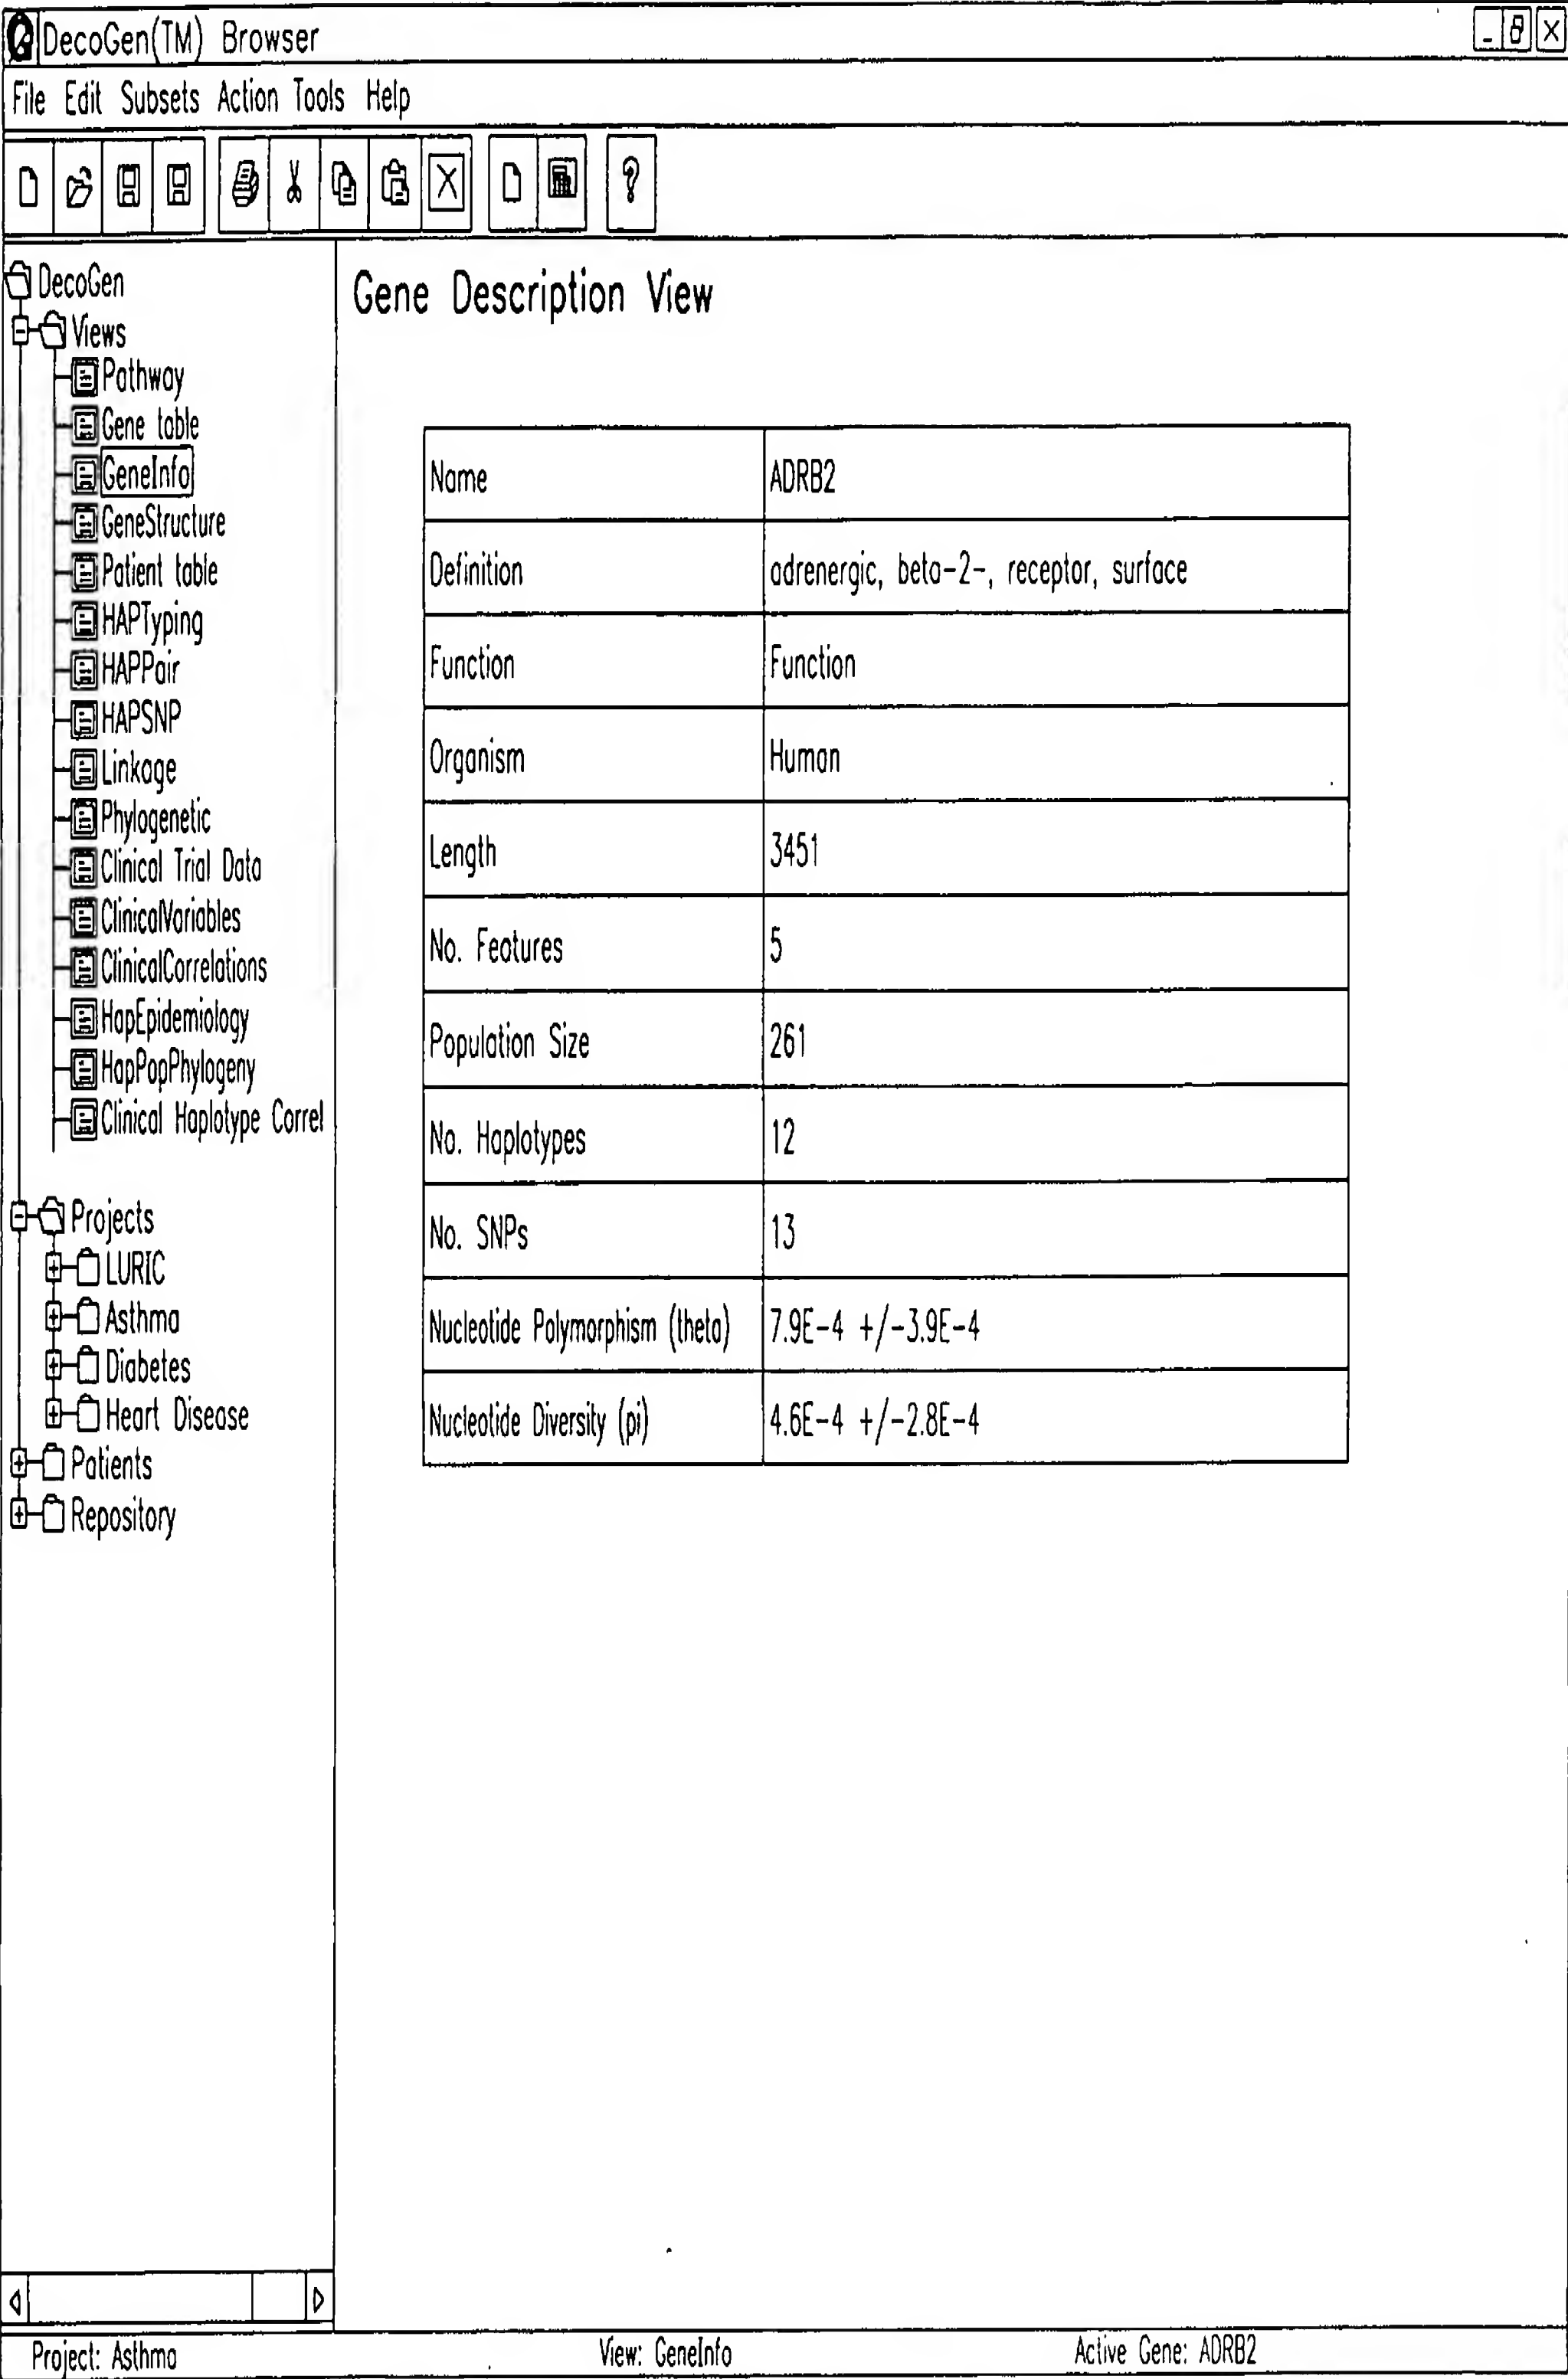 DecoGen(TM) Browser
File Edit Subsets Action Tools Help
DecoGen
Views
Pathway
Gene table
GeneInfo
GeneStructure
Patient table
HAPTyping
HAPPair
HAPSNP
Linkage
Phylogenetic
Clinical Trial Data
ClinicalVariables
ClinicalCorrelations
HapEpidemiology
HapPopPhylogeny
Clinical Haplotype Correl
Projects
LURIC
Asthma
Diabetes
Heart Disease
Patients
Repository
Gene Description View
Name ADRB2
Definition adrenergic, beta-2-, receptor, surface
Function Function
Organism Human
Length 3451
No. Features 5
Population Size 261
No. Haplotypes 12
No. SNPs 13
Nucleotide Polymorphism (theta) 7.9E-4 +/-3.9E-4
Nucleotide Diversity (pi) 4.6E-4 +/-2.8E-4
Project: Asthma View: GeneInfo Active Gene: ADRB2